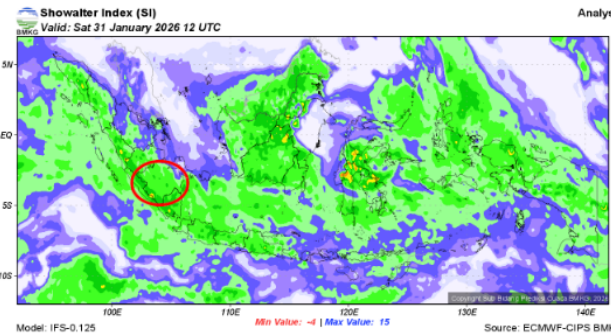 Showalter Index (SI)
Analys
Valid: Sat 31 January 2026 12 UTC
BMKG
5N
EQ
5S
10S
100E
110E
120E
130E
140E
Min Value: -4 | Max Value: 15
Model: IFS-0.125
Source: ECMWF-CIPS BM